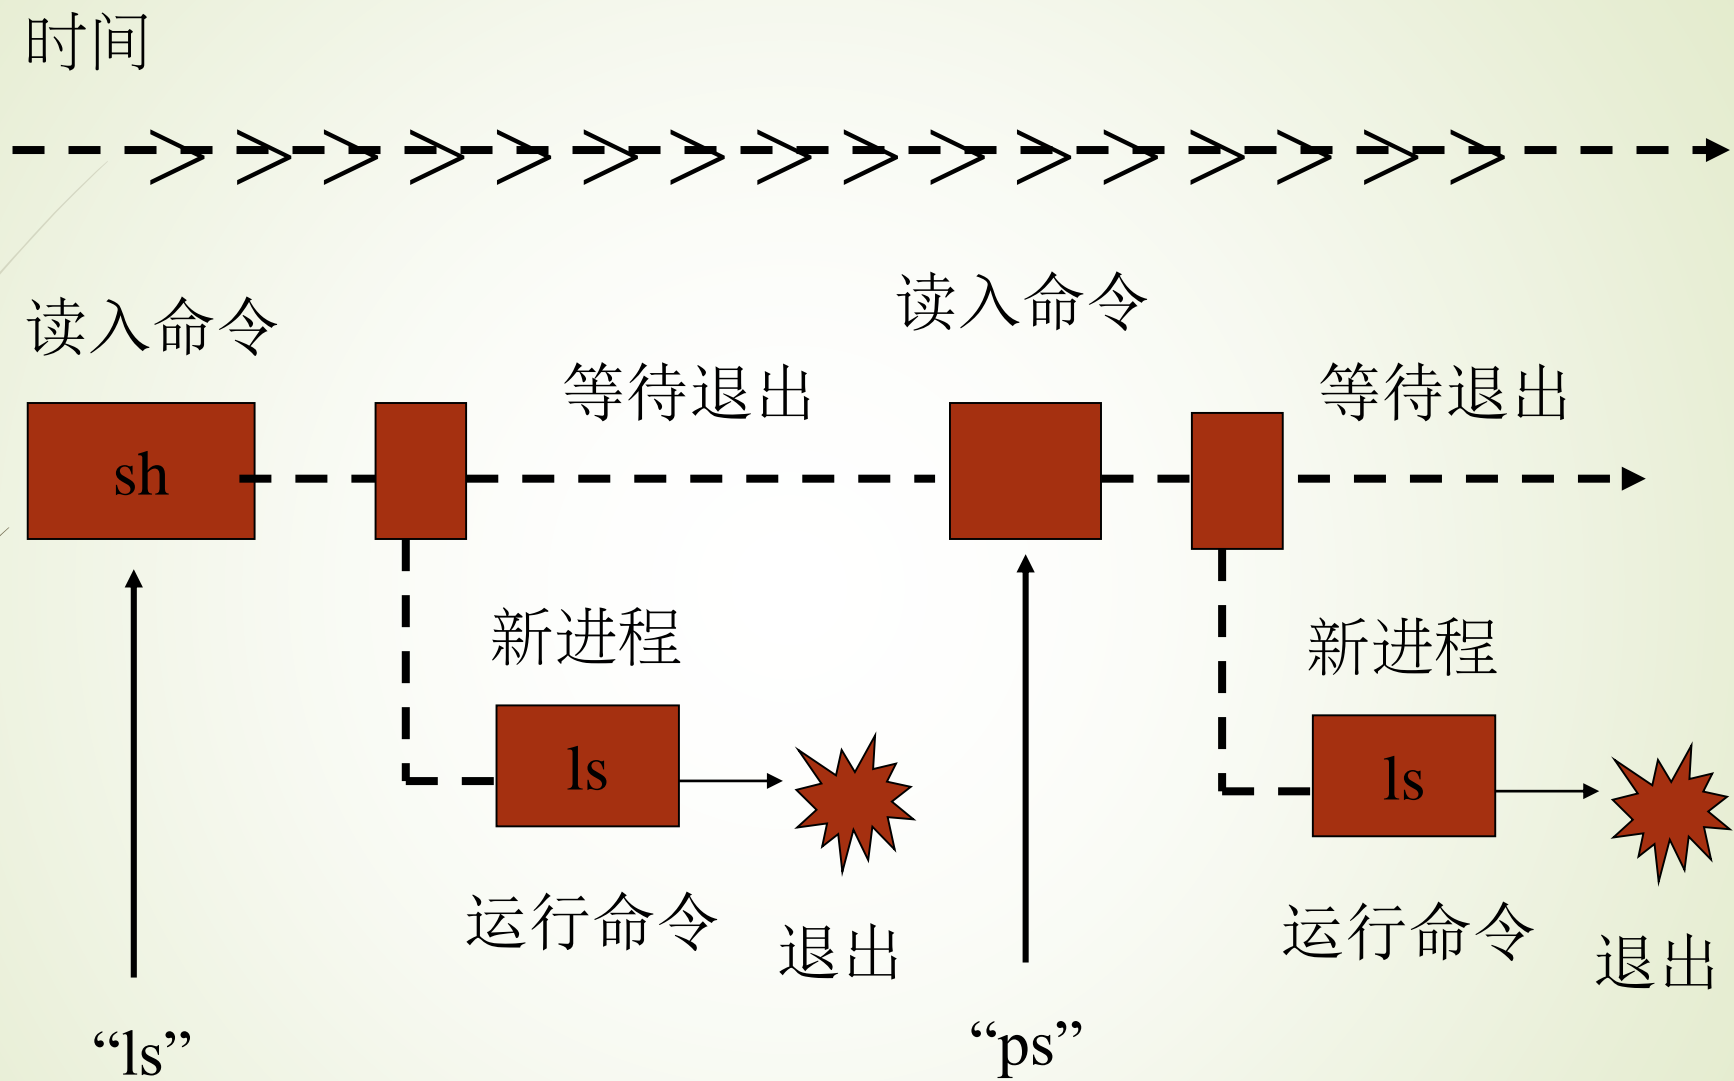 时间
读入命令
读入命令
等待退出
等待退出
sh
新进程
新进程
ls
ls
运行命令
退出
运行命令
退出
“ls”
“ps”